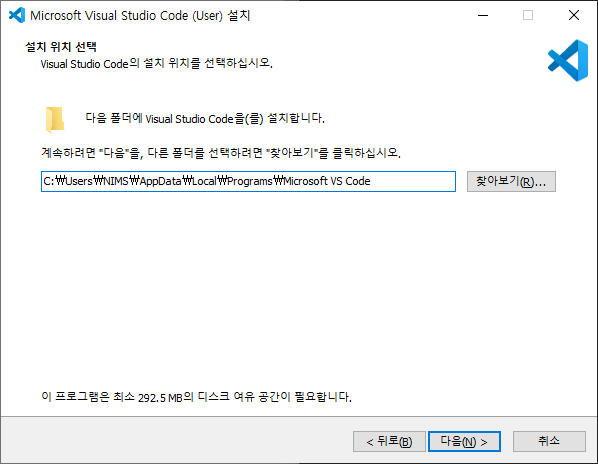 Microsoft Visual Studio Code (User) 설치
설치 위치 선택
Visual Studio Code의 설치 위치를 선택하십시오.
다음 폴더에 Visual Studio Code을(를) 설치합니다.
계속하려면 "다음"을, 다른 폴더를 선택하려면 "찾아보기"를 클릭하십시오.
C:₩Users₩NIMS₩AppData₩Local₩Programs₩Microsoft VS Code
찾아보기(R)...
이 프로그램은 최소 292.5 MB의 디스크 여유 공간이 필요합니다.
< 뒤로(B)
다음(N) >
취소